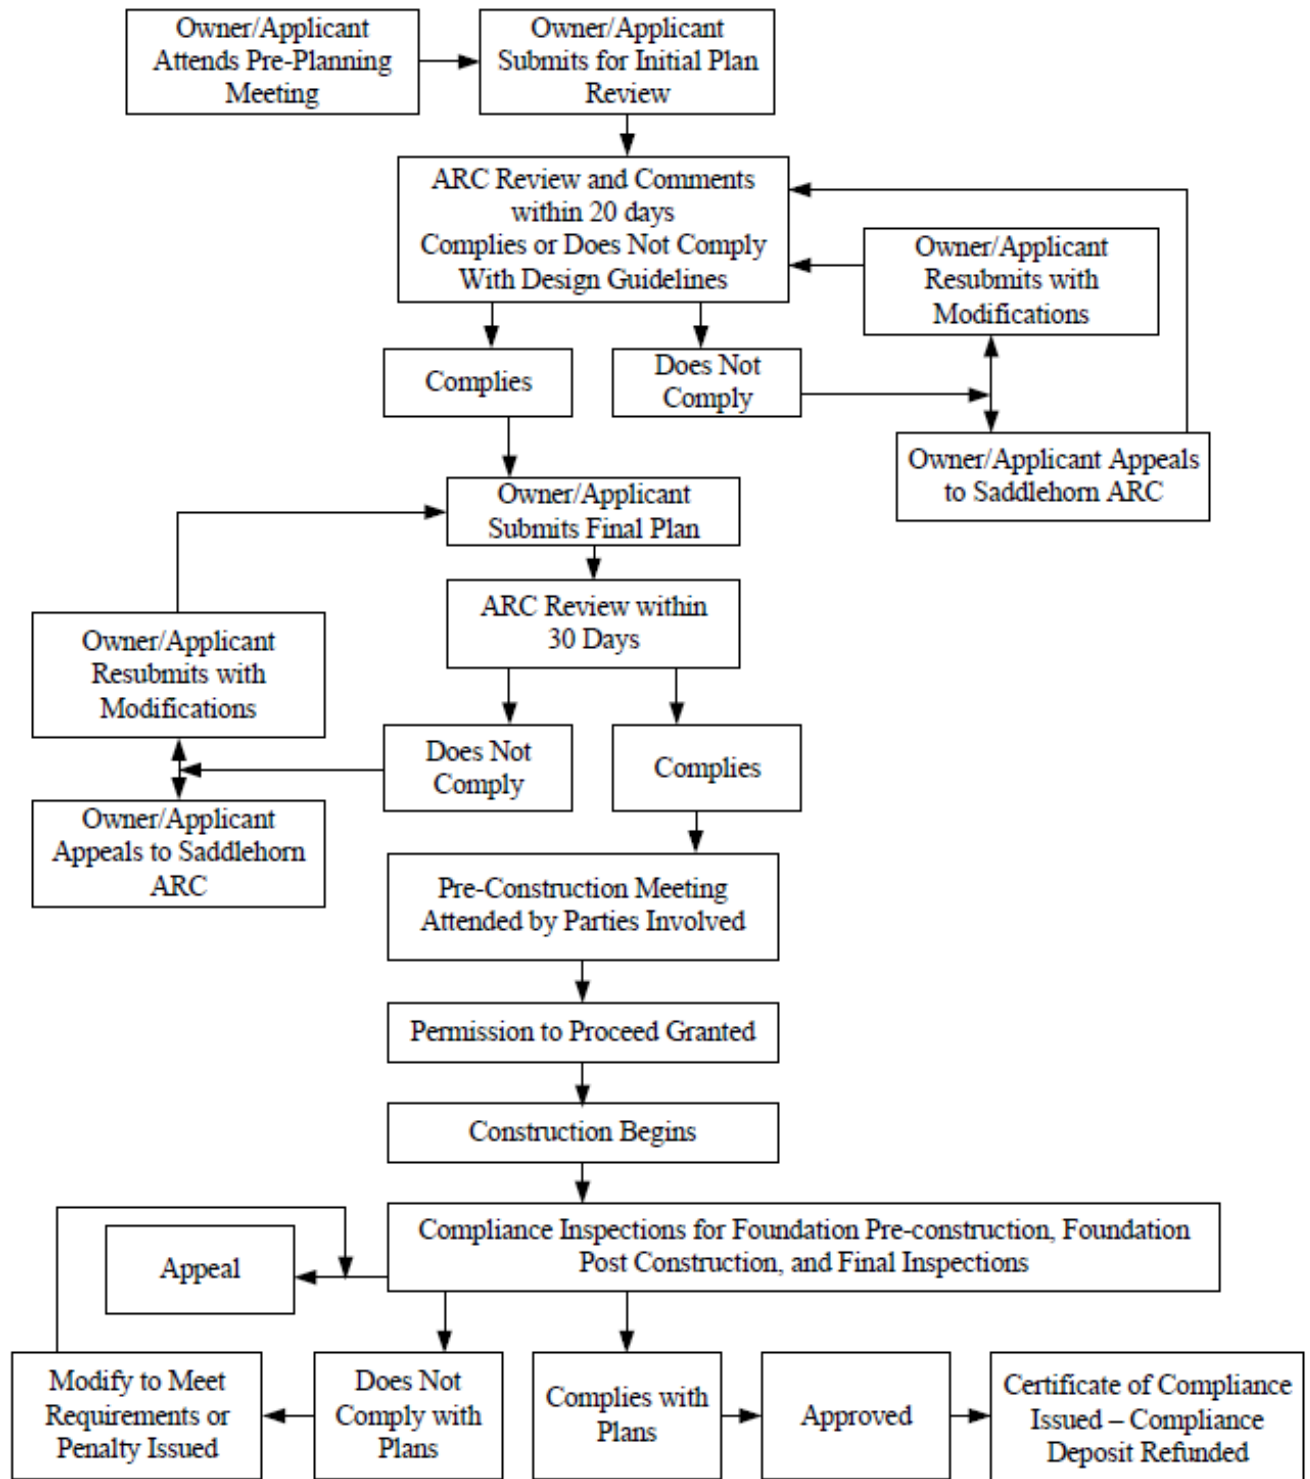 Owner/Applicant
Attends Pre-Planning
Meeting
Owner/Applicant
Submits for Initial Plan
Review
ARC Review and Comments
within 20 days
Complies or Does Not Comply
With Design Guidelines
Owner/Applicant
Resubmits with
Modifications
Complies
Does Not
Comply
Owner/Applicant Appeals
to Saddlehorn ARC
Owner/Applicant
Submits Final Plan
ARC Review within
30 Days
Owner/Applicant
Resubmits with
Modifications
Does Not
Comply
Complies
Owner/Applicant
Appeals to Saddlehorn
ARC
Pre-Construction Meeting
Attended by Parties Involved
Permission to Proceed Granted
Construction Begins
Compliance Inspections for Foundation Pre-construction, Foundation
Post Construction, and Final Inspections
Appeal
Modify to Meet
Requirements or
Penalty Issued
Does Not
Comply with
Plans
Complies with
Plans
Approved
Certificate of Compliance
Issued – Compliance
Deposit Refunded